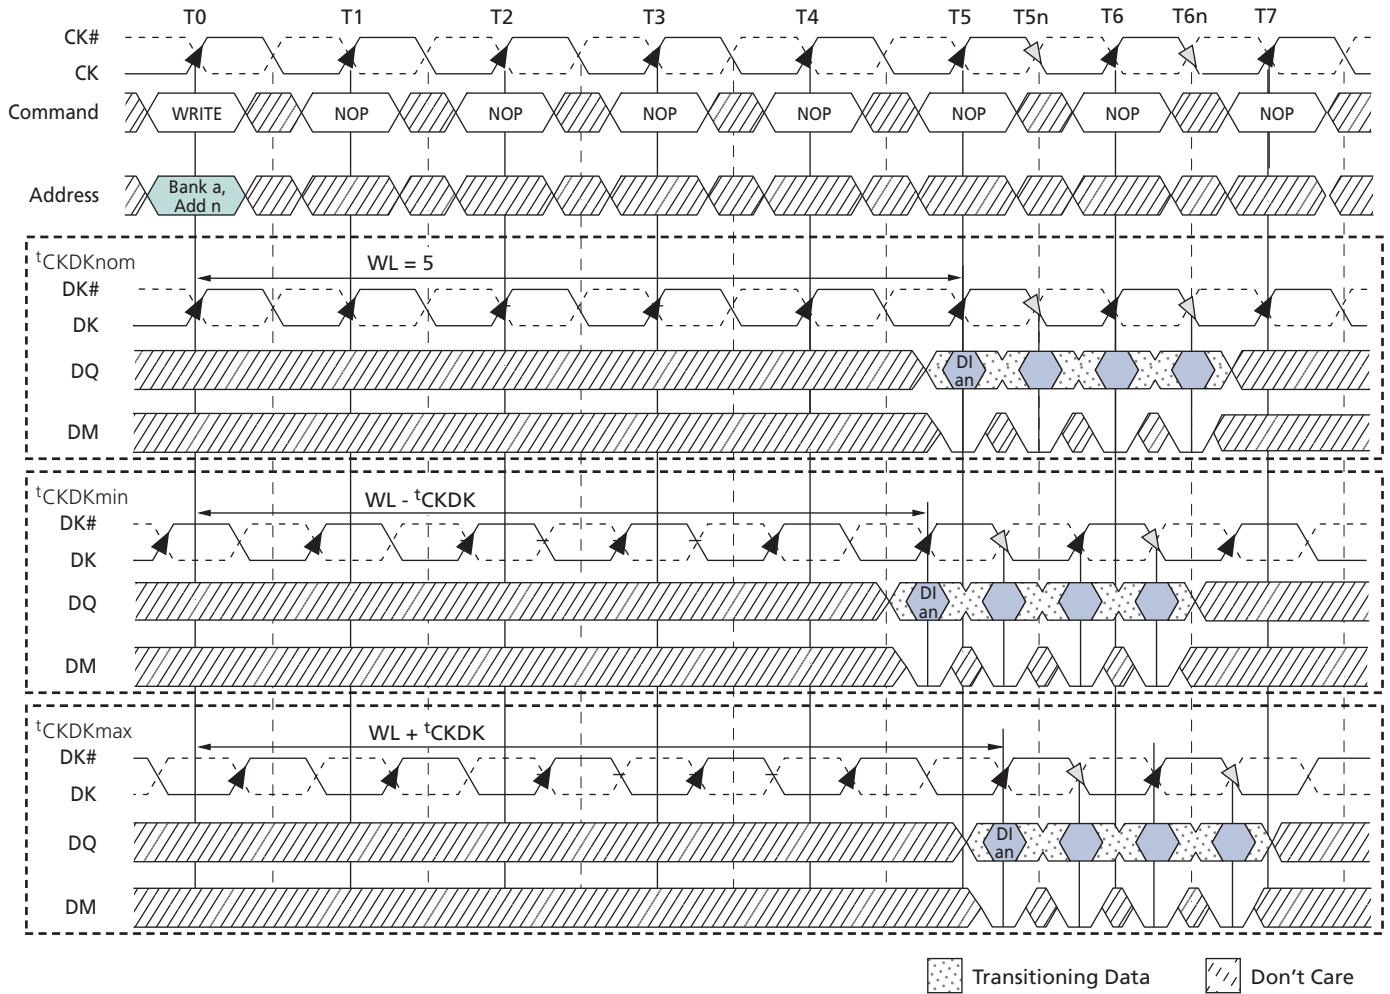 T0 T1 T2 T3 T4 T5 T5n T6 T6n T7
CK#
CK
Command WRITE NOP NOP NOP NOP NOP NOP NOP
Address Bank a,
Add n
tCKDKnom
WL = 5
DK#
DK
DQ DI
an
DM
tCKDKmin
WL - tCKDK
DK#
DK
DQ DI
an
DM
tCKDKmax
WL + tCKDK
DK#
DK
DQ DI
an
DM
Transitioning Data Don't Care